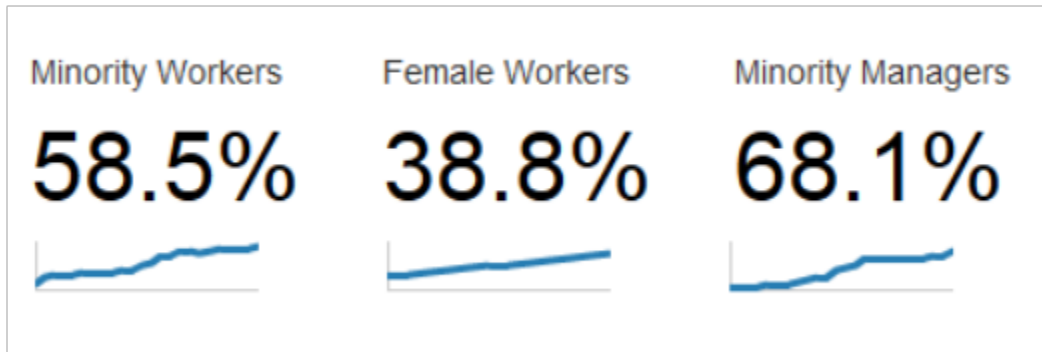 Minority Workers
Female Workers
Minority Managers
58.5%
38.8%
68.1%